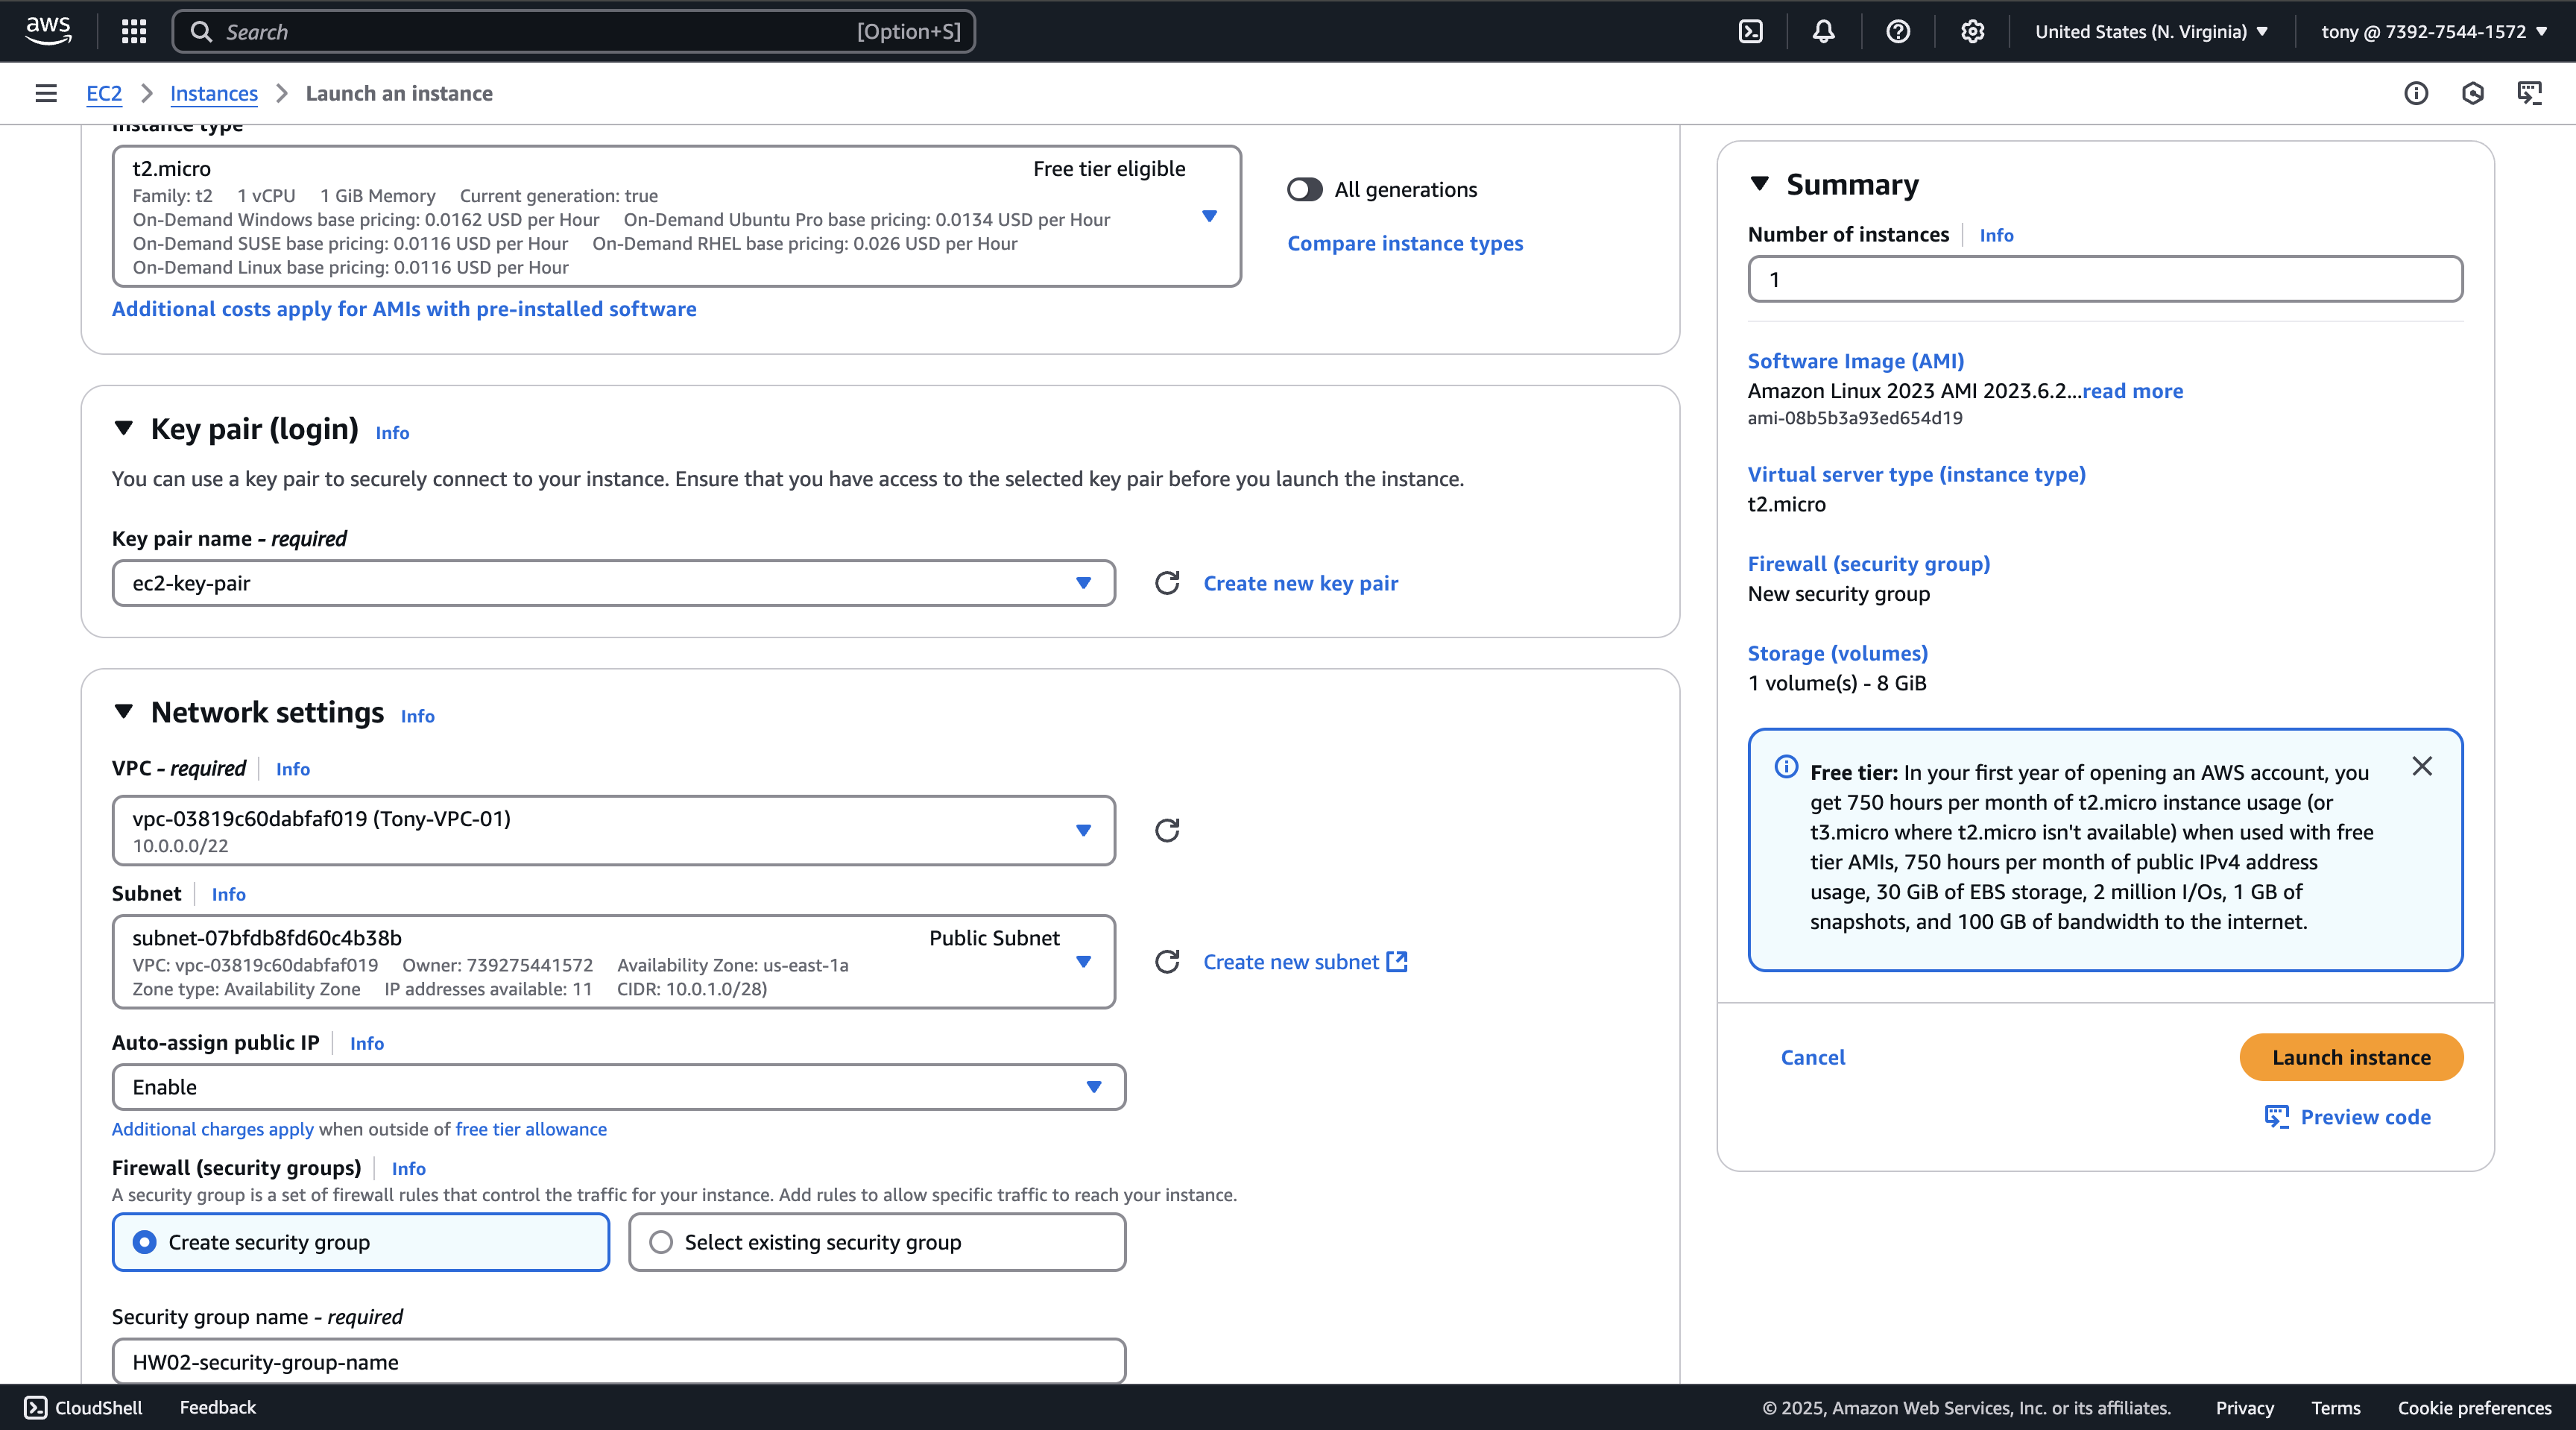 aws
Search
[Option+S]
United States (N. Virginia)
tony @ 7392-7544-1572
EC2
Instances
Launch an instance
Instance type
t2.micro
Free tier eligible
Family: t2 1 vCPU 1 GiB Memory Current generation: true
On-Demand Windows base pricing: 0.0162 USD per Hour On-Demand Ubuntu Pro base pricing: 0.0134 USD per Hour
On-Demand SUSE base pricing: 0.0116 USD per Hour On-Demand RHEL base pricing: 0.026 USD per Hour
On-Demand Linux base pricing: 0.0116 USD per Hour
All generations
Compare instance types
Additional costs apply for AMIs with pre-installed software
Key pair (login) Info
You can use a key pair to securely connect to your instance. Ensure that you have access to the selected key pair before you launch the instance.
Key pair name - required
ec2-key-pair
Create new key pair
Network settings Info
VPC - required Info
vpc-03819c60dabfaf019 (Tony-VPC-01)
10.0.0.0/22
Subnet Info
subnet-07bfdb8fd60c4b38b
Public Subnet
VPC: vpc-03819c60dabfaf019 Owner: 739275441572 Availability Zone: us-east-1a
Zone type: Availability Zone IP addresses available: 11 CIDR: 10.0.1.0/28)
Create new subnet
Auto-assign public IP Info
Enable
Additional charges apply when outside of free tier allowance
Firewall (security groups) Info
A security group is a set of firewall rules that control the traffic for your instance. Add rules to allow specific traffic to reach your instance.
Create security group
Select existing security group
Security group name - required
HW02-security-group-name
Summary
Number of instances Info
1
Software Image (AMI)
Amazon Linux 2023 AMI 2023.6.2...read more
ami-08b5b3a93ed654d19
Virtual server type (instance type)
t2.micro
Firewall (security group)
New security group
Storage (volumes)
1 volume(s) - 8 GiB
Free tier: In your first year of opening an AWS account, you
get 750 hours per month of t2.micro instance usage (or
t3.micro where t2.micro isn't available) when used with free
tier AMIs, 750 hours per month of public IPv4 address
usage, 30 GiB of EBS storage, 2 million I/Os, 1 GB of
snapshots, and 100 GB of bandwidth to the internet.
Cancel
Launch instance
Preview code
CloudShell
Feedback
© 2025, Amazon Web Services, Inc. or its affiliates.
Privacy
Terms
Cookie preferences